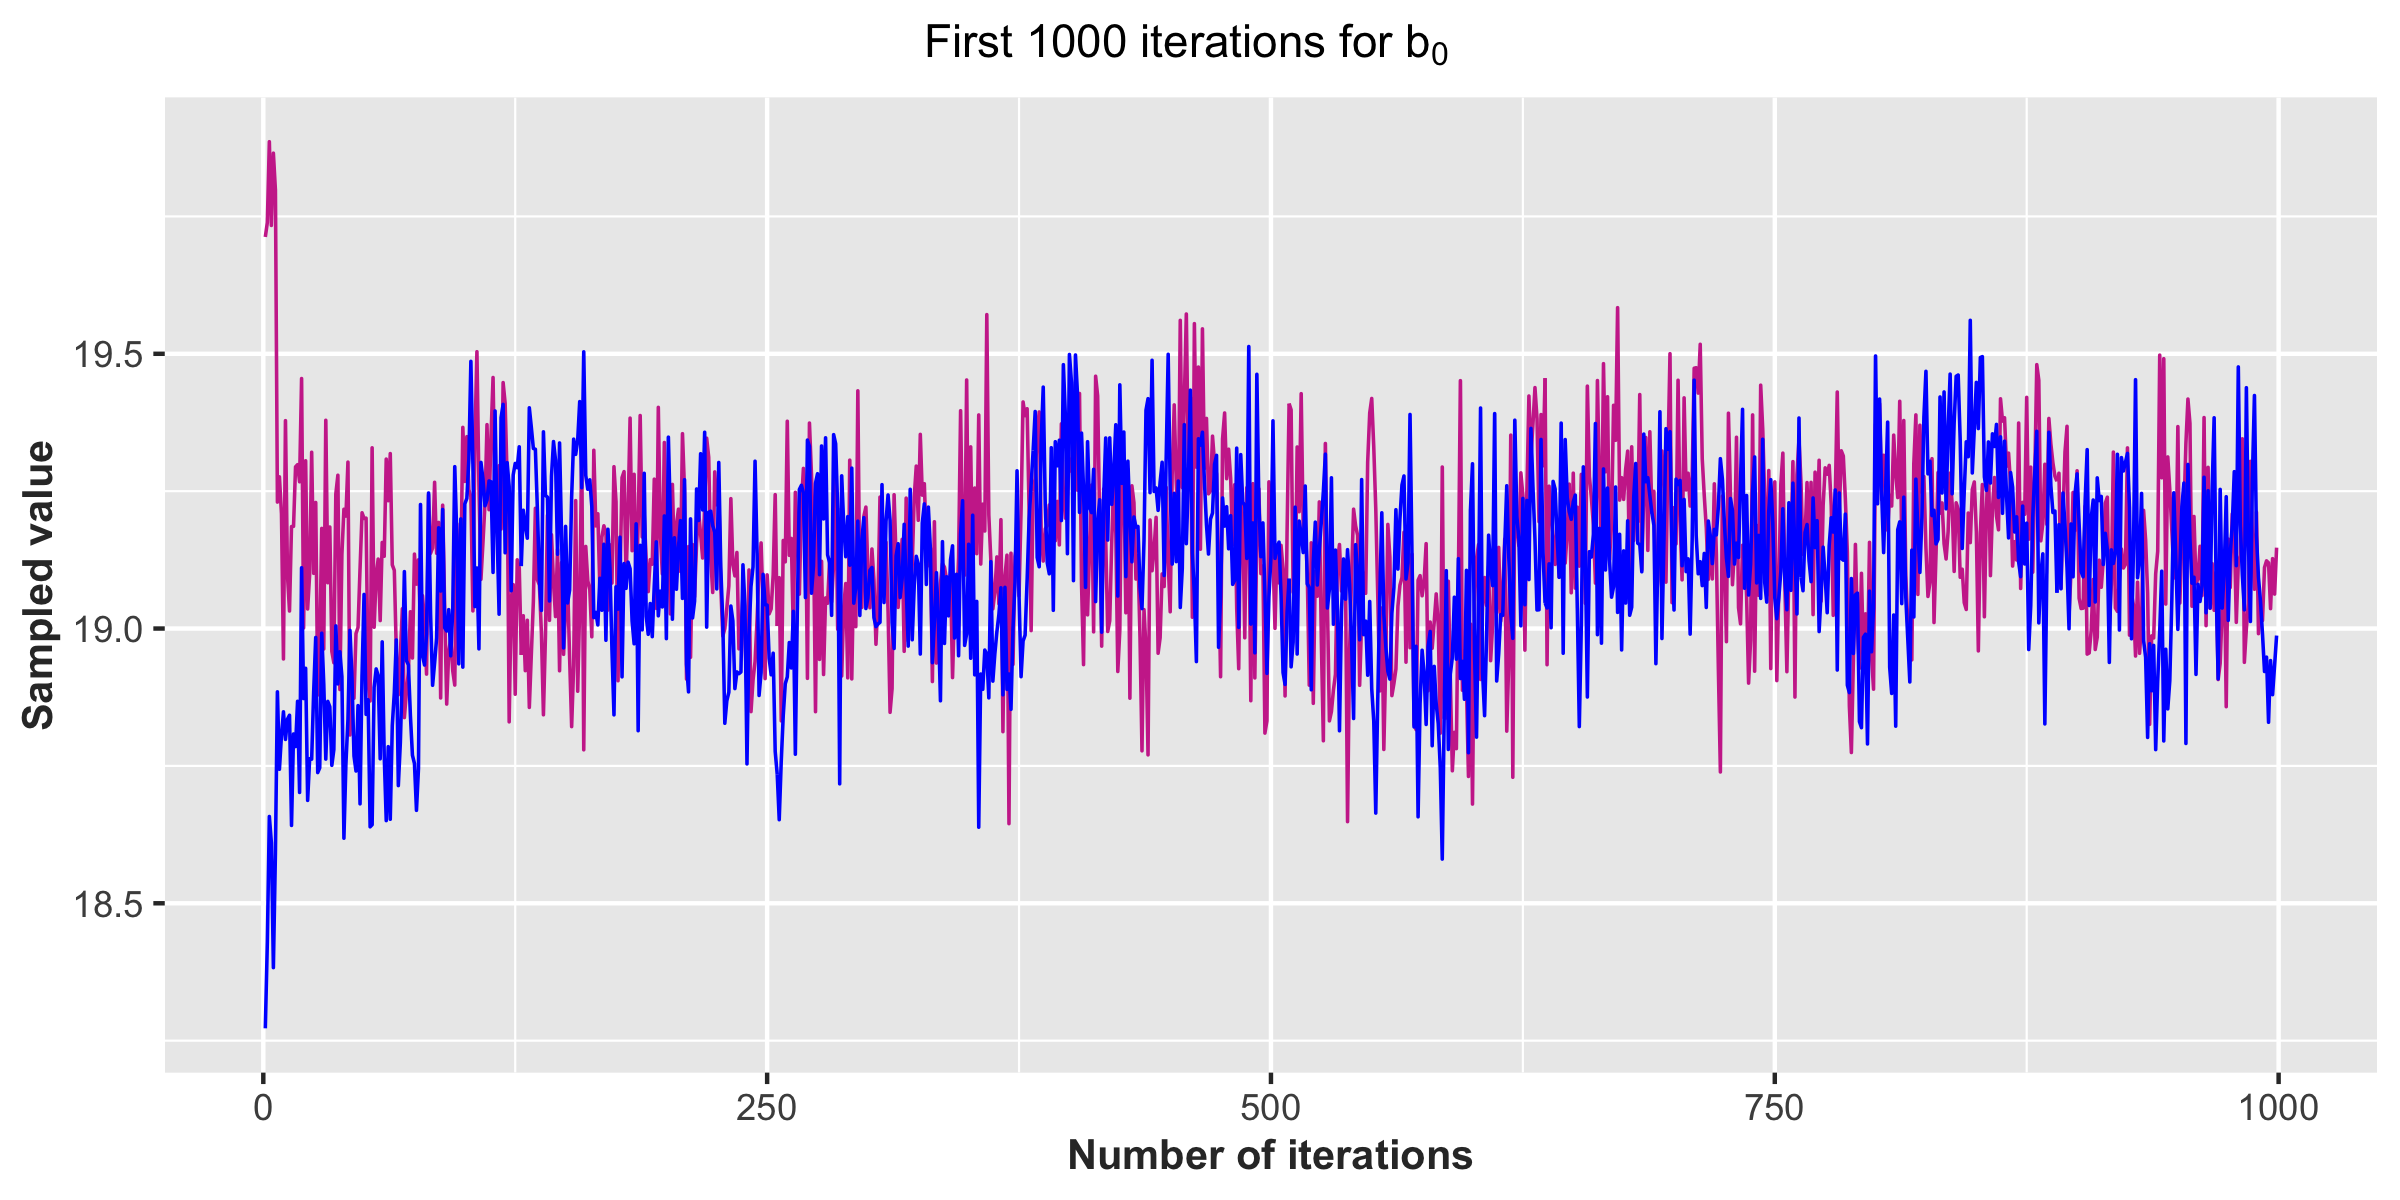 First 1000 iterations for b₀
Sampled value
19.5
19.0
18.5
0 250 500 750 1000
Number of iterations